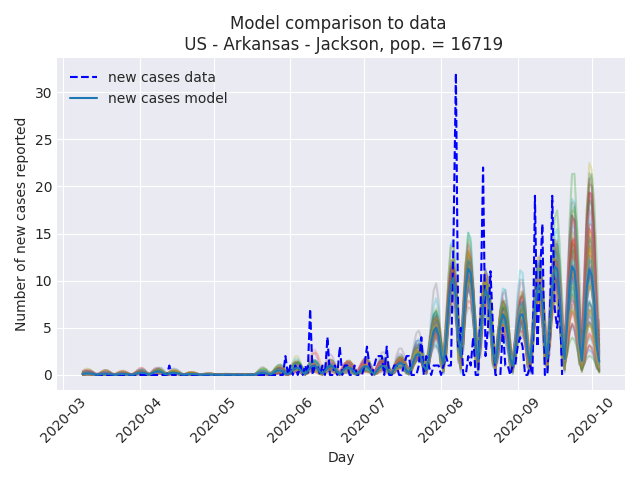 Model comparison to data
US - Arkansas - Jackson, pop. = 16719
new cases data
new cases model
Number of new cases reported
30
25
20
15
10
5
0
2020-03
2020-04
2020-05
2020-06
2020-07
2020-08
2020-09
2020-10
Day